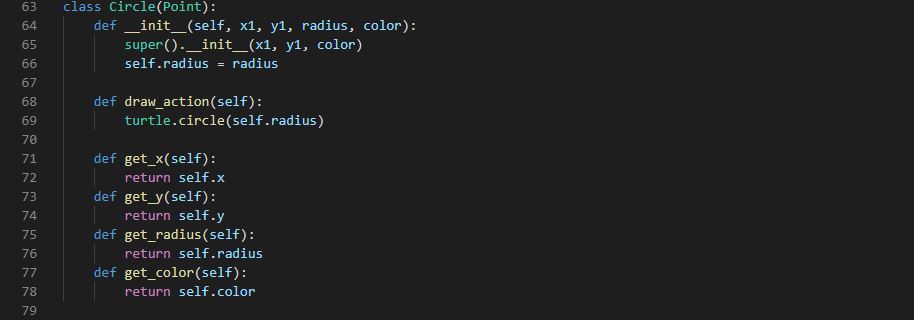 63 class Circle(Point):
64     def __init__(self, x1, y1, radius, color):
65         super().__init__(x1, y1, color)
66         self.radius = radius
67
68     def draw_action(self):
69         turtle.circle(self.radius)
70
71     def get_x(self):
72         return self.x
73     def get_y(self):
74         return self.y
75     def get_radius(self):
76         return self.radius
77     def get_color(self):
78         return self.color
79